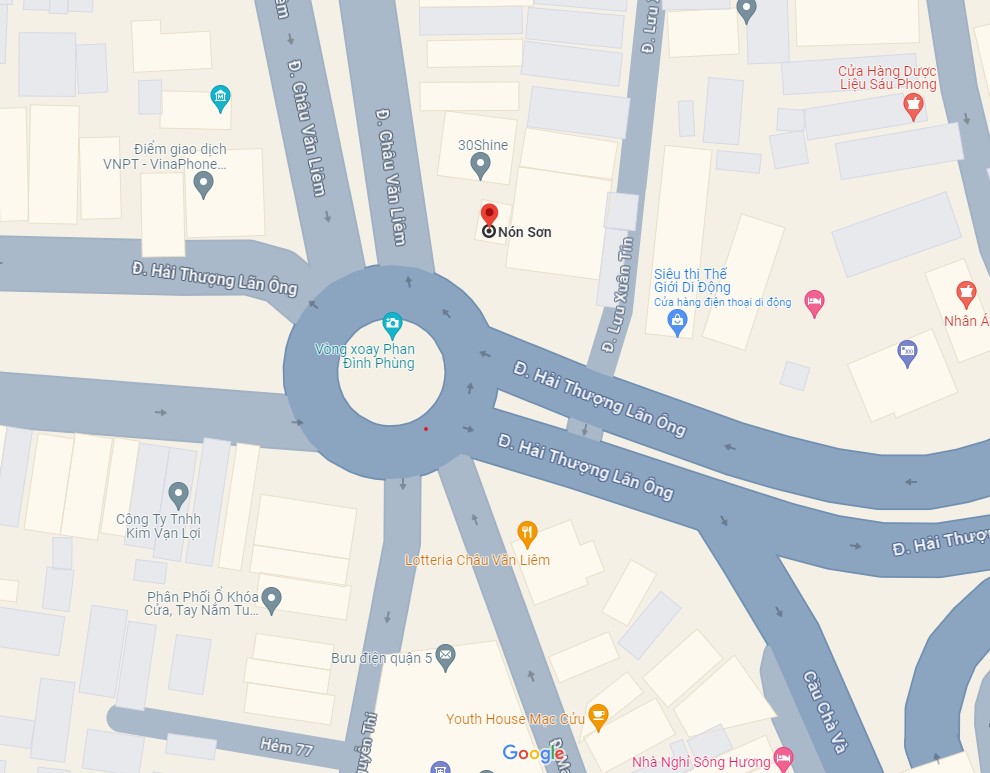 Đ. Châu Văn Liêm
Đ. Châu Văn Liêm
Đ. Lưu
30Shine
Cửa Hàng Dược
Liệu Sáu Phong
Điểm giao dịch
VNPT - VinaPhone...
Nón Sơn
Đ. Hải Thượng Lãn Ông
Đ. Lưu Xuân Tín
Siêu thị Thế
Giới Di Động
Cửa hàng điện thoại di động
Nhân Á
Vòng xoay Phan
Đình Phùng
Đ. Hải Thượng Lãn Ông
Đ. Hải Thượng Lãn Ông
Đ. Hải Thượ
Công Ty Tnhh
Kim Vạn Lợi
Lotteria Châu Văn Liêm
Phân Phối Ổ Khóa
Cửa, Tay Nắm Tu...
Bưu điện quận 5
Youth House Mạc Cửu
Cầu Chà Và
Hẻm 77
Google
Nhà Nghỉ Sông Hương